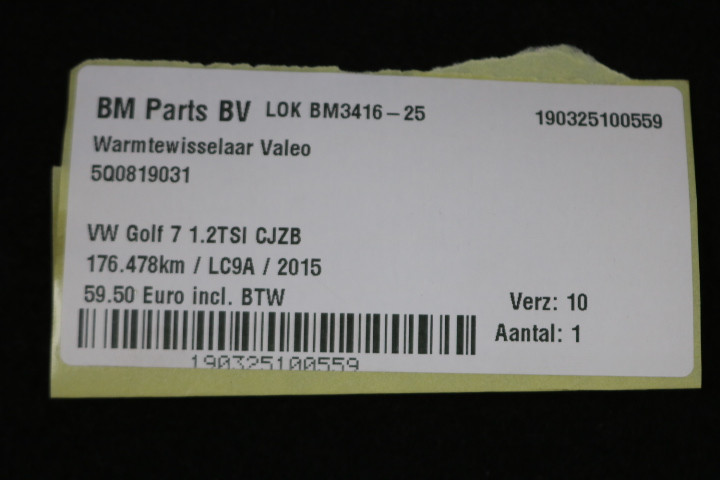 BM Parts BV LOK BM3416-25 190325100559
Warmtewisselaar Valeo
5Q0819031
VW Golf 7 1.2TSI CJZB
176.478km / LC9A / 2015
59.50 Euro incl. BTW Verz: 10
Aantal: 1
190325100559